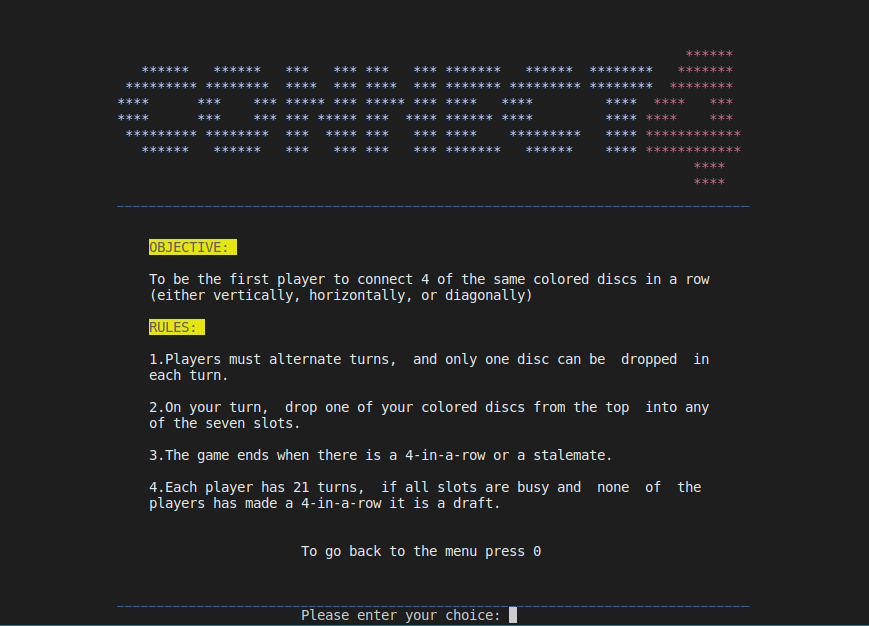 CONNECT 4
OBJECTIVE:
To be the first player to connect 4 of the same colored discs in a row
(either vertically, horizontally, or diagonally)
RULES:
1.Players must alternate turns,  and only one disc can be  dropped  in
each turn.
2.On your turn,  drop one of your colored discs from the top  into any
of the seven slots.
3.The game ends when there is a 4-in-a-row or a stalemate.
4.Each player has 21 turns,  if all slots are busy and  none  of  the
players has made a 4-in-a-row it is a draft.
To go back to the menu press 0
Please enter your choice: